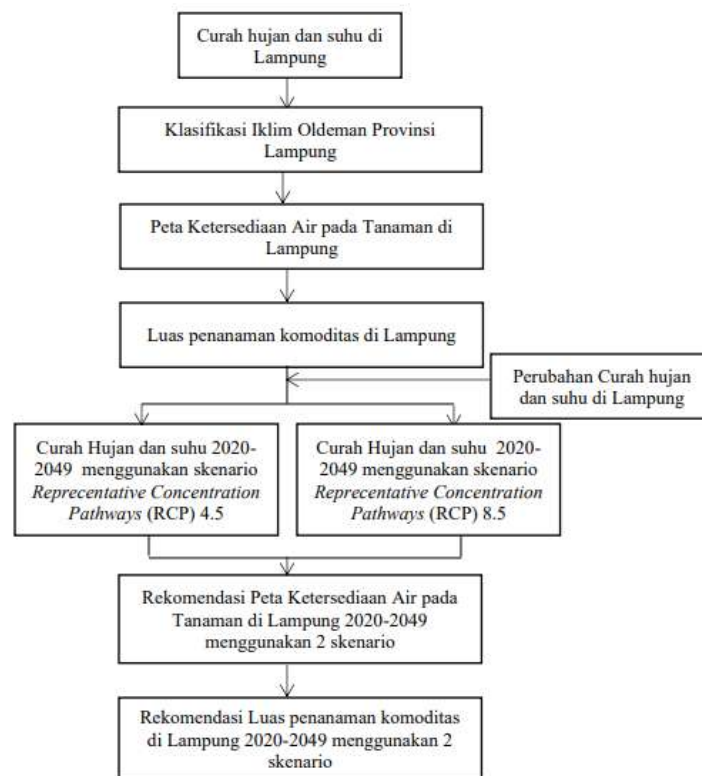 Curah hujan dan suhu di
Lampung
Klasifikasi Iklim Oldeman Provinsi
Lampung
Peta Ketersediaan Air pada Tanaman di
Lampung
Luas penanaman komoditas di Lampung
Perubahan Curah hujan
dan suhu di Lampung
Curah Hujan dan suhu 2020-
2049 menggunakan skenario
Reprecentative Concentration
Pathways (RCP) 4.5
Curah Hujan dan suhu 2020-
2049 menggunakan skenario
Reprecentative Concentration
Pathways (RCP) 8.5
Rekomendasi Peta Ketersediaan Air pada
Tanaman di Lampung 2020-2049
menggunakan 2 skenario
Rekomendasi Luas penanaman komoditas
di Lampung 2020-2049 menggunakan 2
skenario